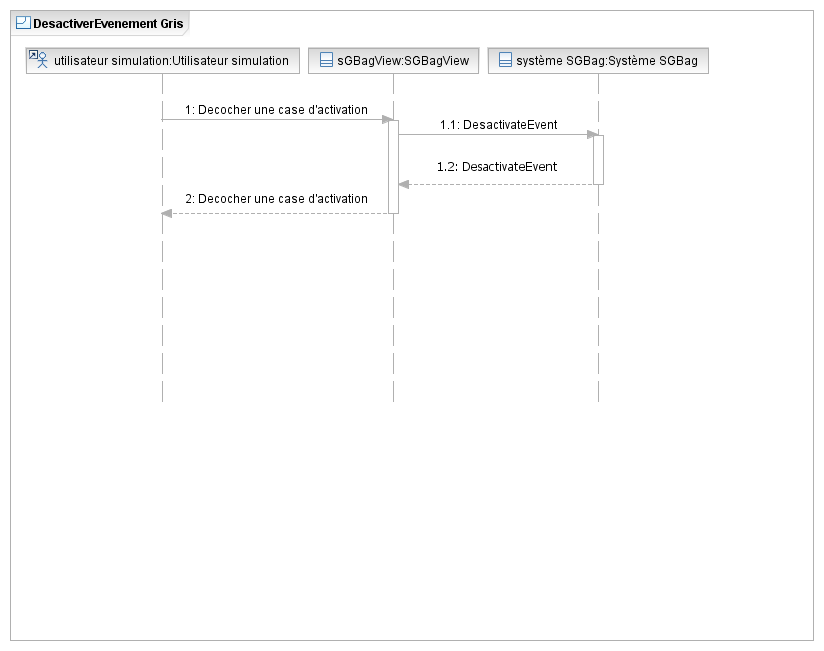 DesactiverEvenement Gris
utilisateur simulation:Utilisateur simulation
sGBagView:SGBagView
système SGBag:Système SGBag
1: Decocher une case d'activation
1.1: DesactivateEvent
1.2: DesactivateEvent
2: Decocher une case d'activation